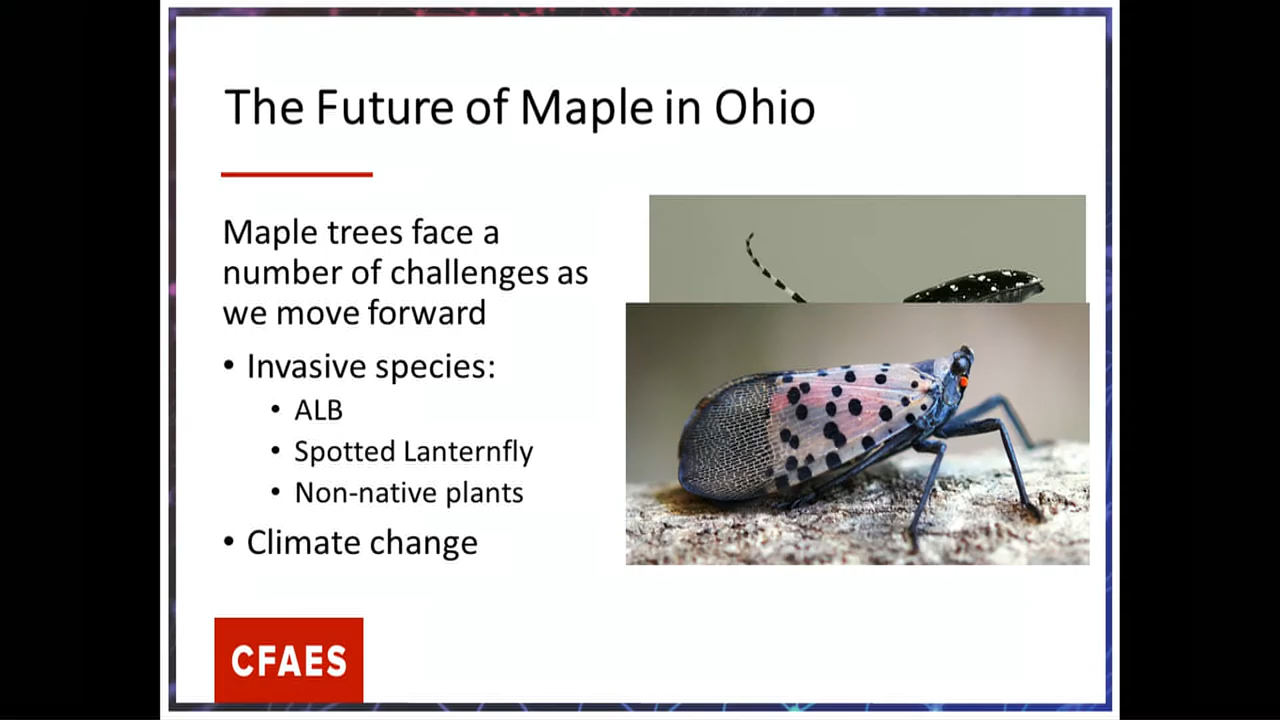 The Future of Maple in Ohio
Maple trees face a
number of challenges as
we move forward
• Invasive species:
• ALB
• Spotted Lanternfly
• Non-native plants
• Climate change
CFAES